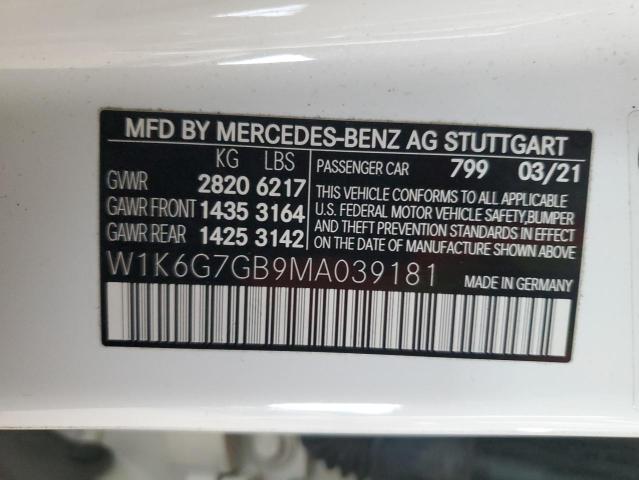 MFD BY MERCEDES-BENZ AG STUTTGART
KG LBS
GVWR 2820 6217
GAWR FRONT 1435 3164
GAWR REAR 1425 3142
PASSENGER CAR 799 03/21
THIS VEHICLE CONFORMS TO ALL APPLICABLE
U.S. FEDERAL MOTOR VEHICLE SAFETY,BUMPER
AND THEFT PREVENTION STANDARDS IN EFFECT
ON THE DATE OF MANUFACTURE SHOWN ABOVE
W1K6G7GB9MA039181
MADE IN GERMANY